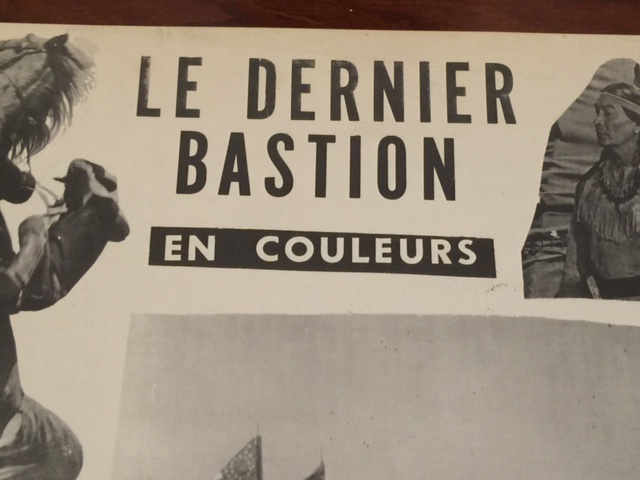 LE DERNIER
BASTION
EN COULEURS